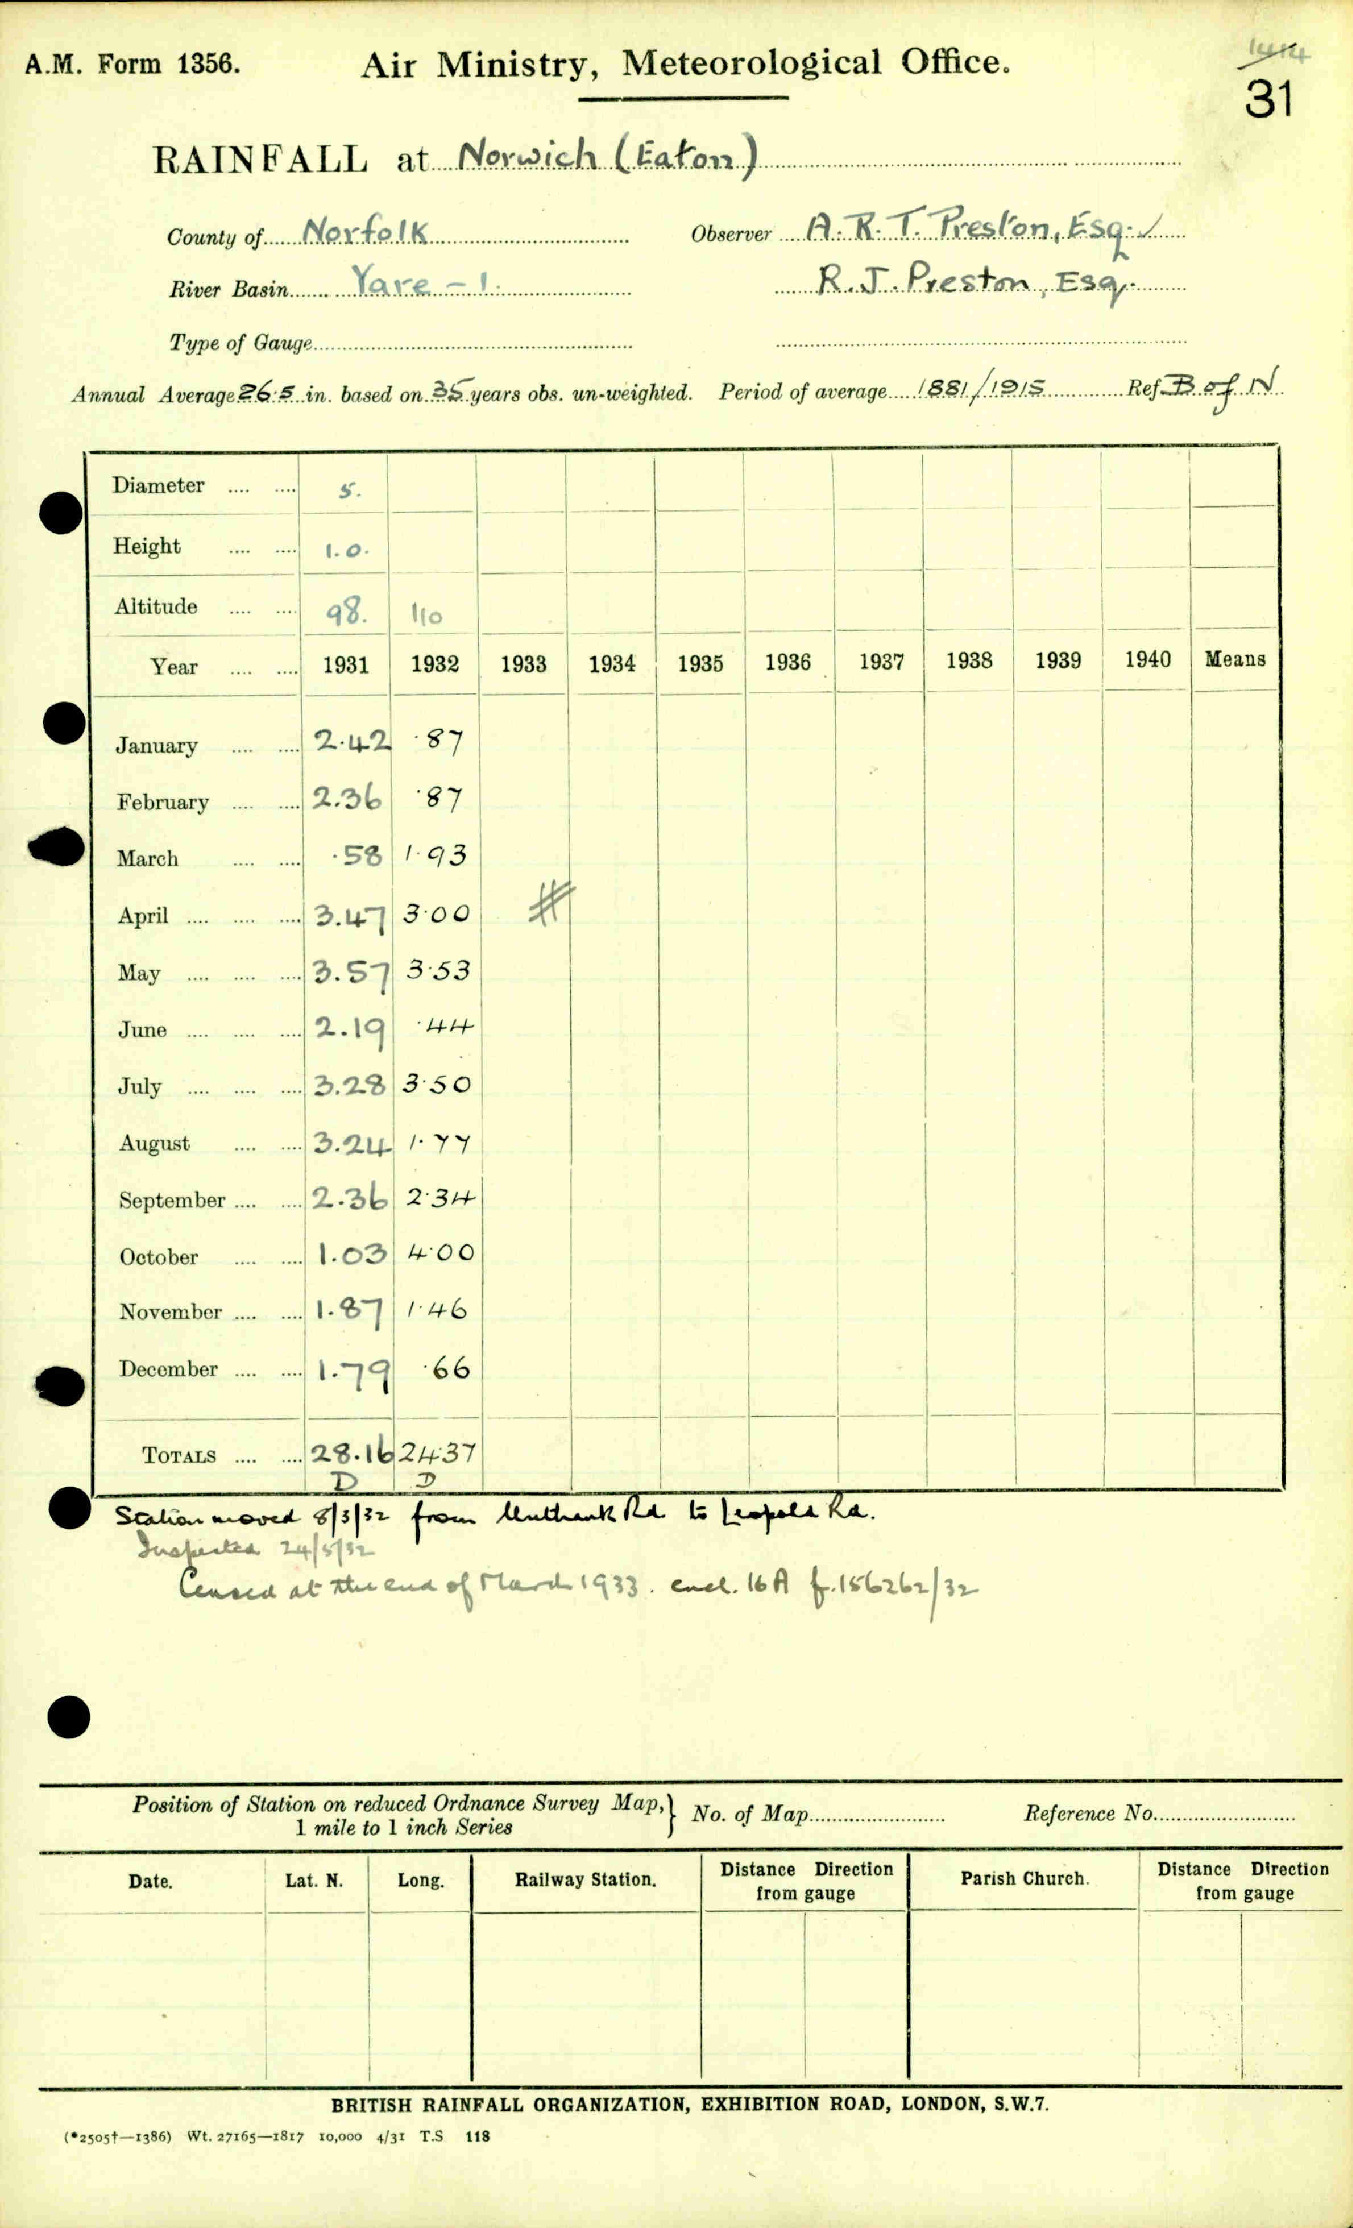 A.M. Form 1356. Air Ministry, Meteorological Office.
31
RAINFALL at Norwich (Eaton)
County of Norfolk Observer A. R. T. Preston, Esq. ✓
River Basin Yare - 1. R. J. Preston, Esq.
Type of Gauge
Annual Average 26.5 in. based on 35 years obs. un-weighted. Period of average 1881/1915 Ref. B of N
Diameter .... .... 5.
Height .... .... 1.0.
Altitude .... .... 98. 110
Year .... .... 1931 1932 1933 1934 1935 1936 1937 1938 1939 1940 Means
January .... .... 2.42 .87
February .... .... 2.36 .87
March .... .... .58 1.93
April .... .... .... 3.47 3.00
May .... .... .... 3.57 3.53
June .... .... .... 2.19 .44
July .... .... .... 3.28 3.50
August .... .... 3.24 1.77
September .... .... 2.36 2.34
October .... .... 1.03 4.00
November .... .... 1.87 1.46
December .... .... 1.79 .66
TOTALS .... .... 28.16 24.37
D D
Station moved 8/3/32 from Unthank Rd to Leopold Rd.
Inspected 24/5/32
Ceased at the end of March 1933. encl. 16A f. 156262/32
Position of Station on reduced Ordnance Survey Map, } No. of Map Reference No.
1 mile to 1 inch Series
Date. Lat. N. Long. Railway Station. Distance Direction from gauge Parish Church. Distance Direction from gauge
BRITISH RAINFALL ORGANIZATION, EXHIBITION ROAD, LONDON, S.W.7.
(*2505†—1386) Wt. 27165—1817 10,000 4/31 T.S 118